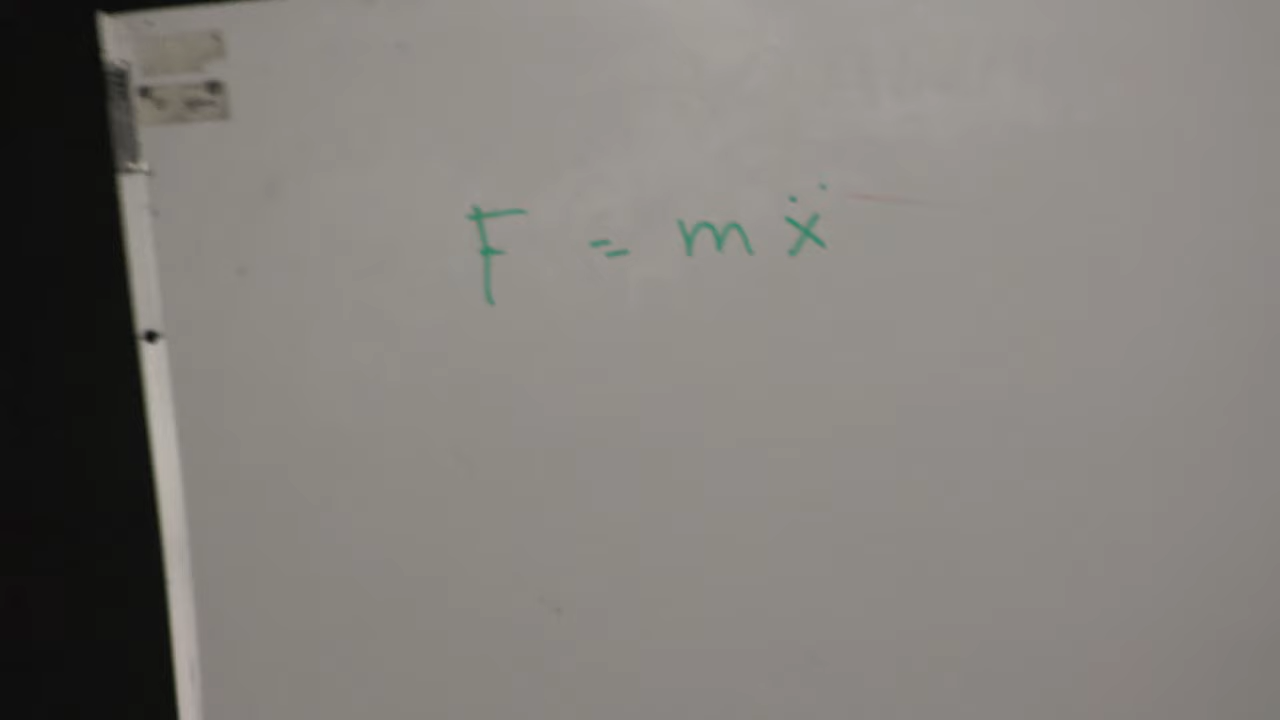 F = mẍ